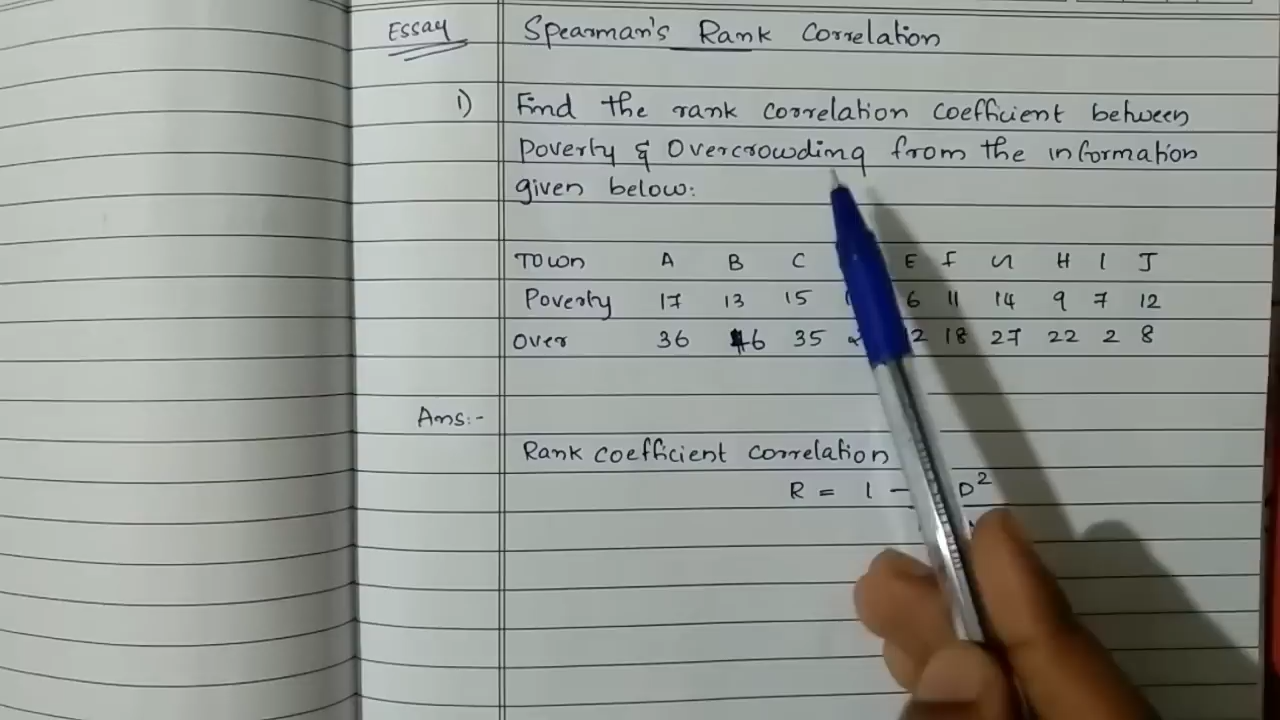 Essay Spearman's Rank Correlation
1) Find the rank correlation coefficient between
Poverty & Overcrowding from the information
given below:
Town A B C E F G H I J
Poverty 17 13 15 6 11 14 9 7 12
Over 36 46 35 12 18 27 22 2 8
Ans:-
Rank coefficient correlation
R = 1 - D²